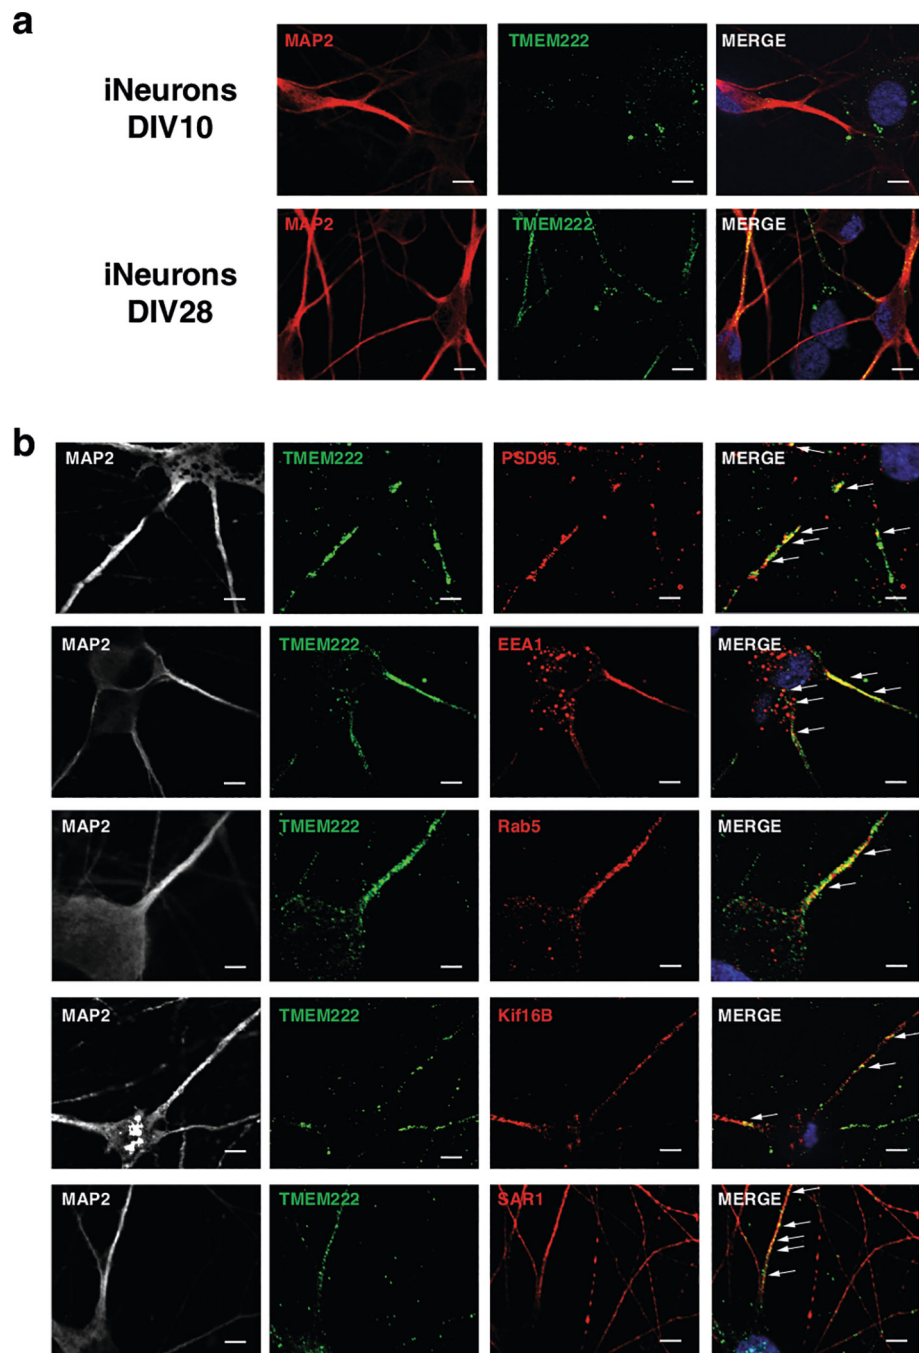 a
MAP2
TMEM222
MERGE
iNeurons
DIV10
MAP2
TMEM222
MERGE
iNeurons
DIV28
b
MAP2
TMEM222
PSD95
MERGE
MAP2
TMEM222
EEA1
MERGE
MAP2
TMEM222
Rab5
MERGE
MAP2
TMEM222
Kif16B
MERGE
MAP2
TMEM222
SAR1
MERGE